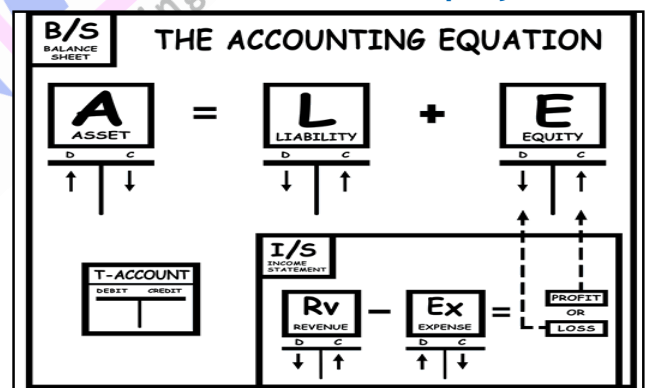 B/S
BALANCE
SHEET
THE ACCOUNTING EQUATION
A = L + E
ASSET LIABILITY EQUITY
D C D C D C
I/S
INCOME
STATEMENT
T-ACCOUNT
DEBIT CREDIT
Rv - Ex =
REVENUE EXPENSE
D C D C
PROFIT
OR
LOSS